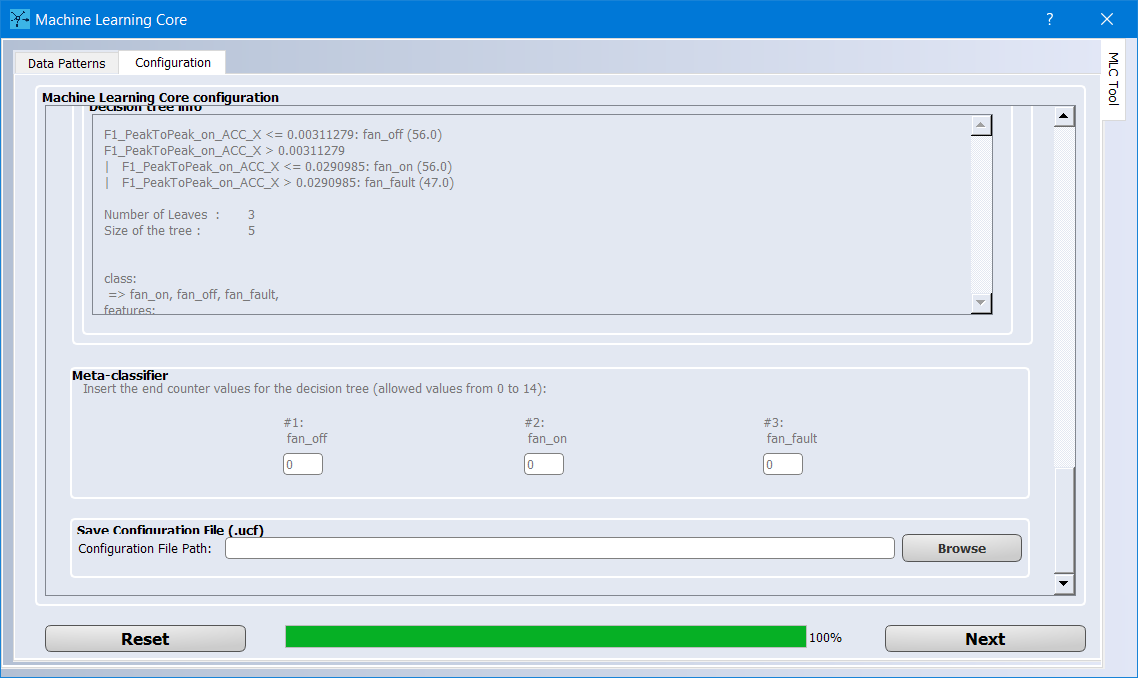 Machine Learning Core
?
Data Patterns
Configuration
MLC Tool
Machine Learning Core configuration
Decision tree info
F1_PeakToPeak_on_ACC_X <= 0.00311279: fan_off (56.0)
F1_PeakToPeak_on_ACC_X > 0.00311279
| F1_PeakToPeak_on_ACC_X <= 0.0290985: fan_on (56.0)
| F1_PeakToPeak_on_ACC_X > 0.0290985: fan_fault (47.0)
Number of Leaves : 3
Size of the tree : 5
class:
=> fan_on, fan_off, fan_fault,
features:
Meta-classifier
Insert the end counter values for the decision tree (allowed values from 0 to 14):
#1: #2: #3:
fan_off fan_on fan_fault
0 0 0
Save Configuration File (.ucf)
Configuration File Path: Browse
Reset 100% Next